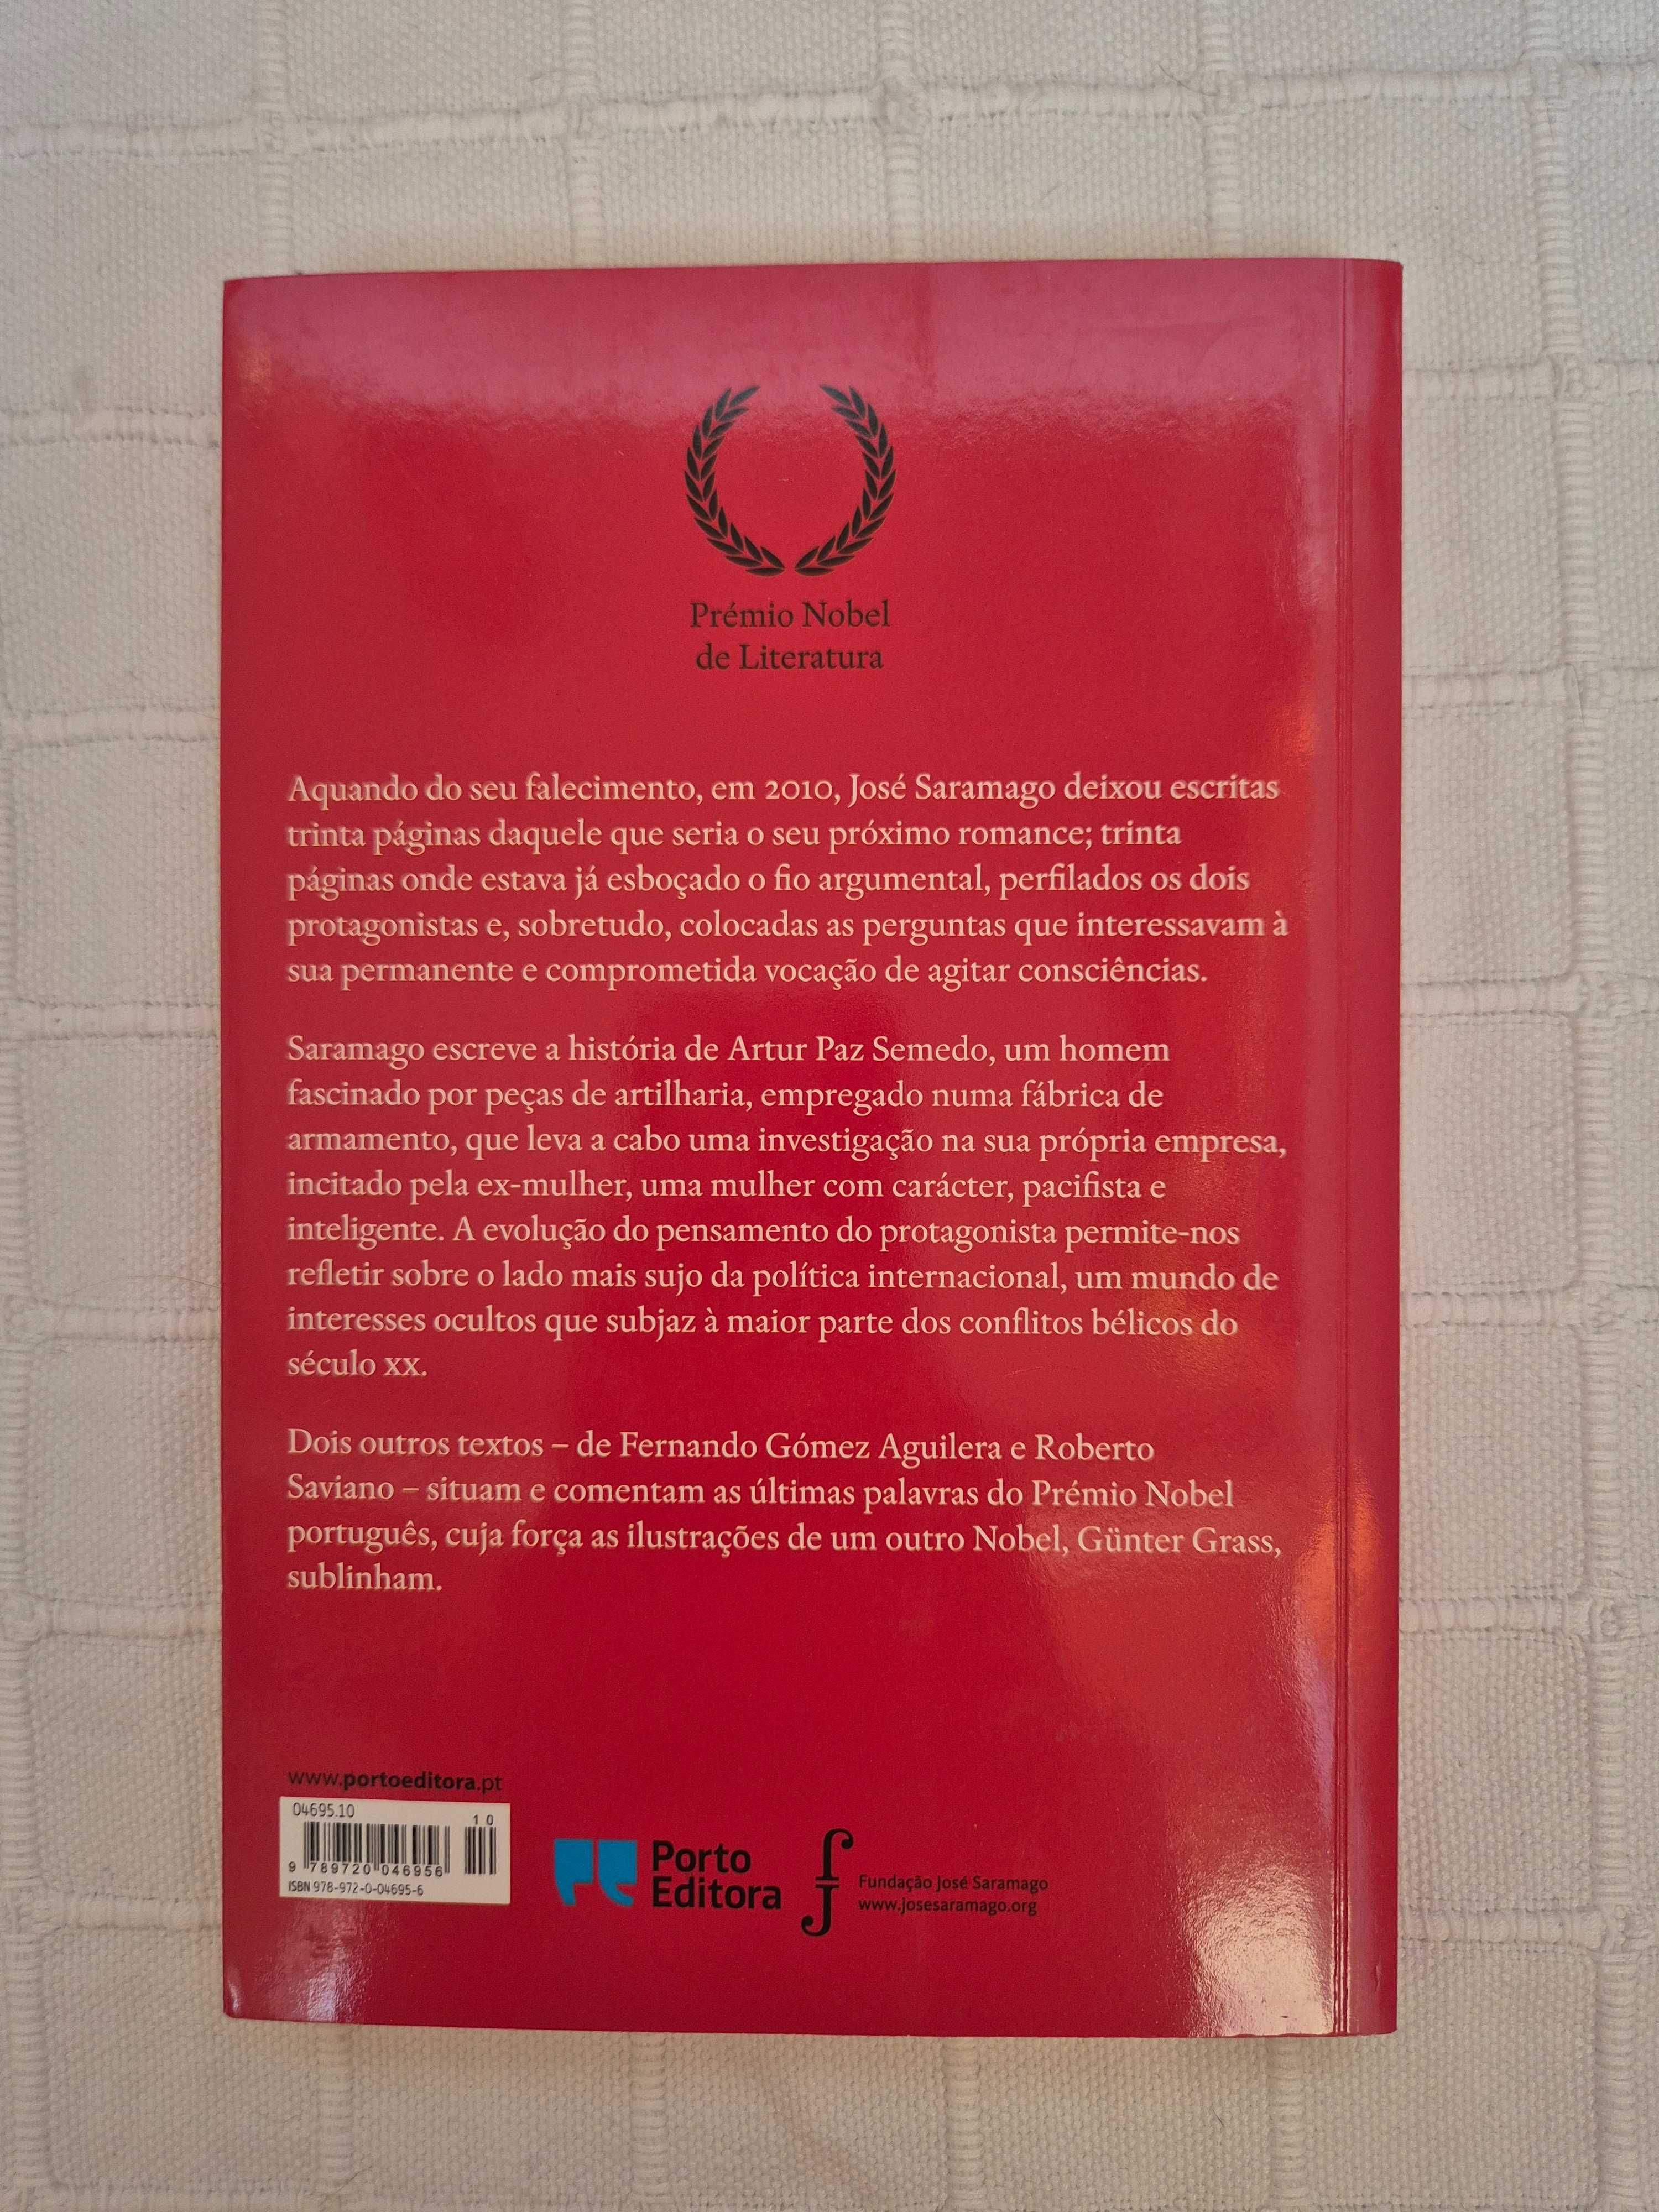 Prémio Nobel
de Literatura
Aquando do seu falecimento, em 2010, José Saramago deixou escritas
trinta páginas daquele que seria o seu próximo romance; trinta
páginas onde estava já esboçado o fio argumental, perfilados os dois
protagonistas e, sobretudo, colocadas as perguntas que interessavam à
sua permanente e comprometida vocação de agitar consciências.
Saramago escreve a história de Artur Paz Semedo, um homem
fascinado por peças de artilharia, empregado numa fábrica de
armamento, que leva a cabo uma investigação na sua própria empresa,
incitado pela ex-mulher, uma mulher com carácter, pacifista e
inteligente. A evolução do pensamento do protagonista permite-nos
refletir sobre o lado mais sujo da política internacional, um mundo de
interesses ocultos que subjaz à maior parte dos conflitos bélicos do
século xx.
Dois outros textos – de Fernando Gómez Aguilera e Roberto
Saviano – situam e comentam as últimas palavras do Prémio Nobel
português, cuja força as ilustrações de um outro Nobel, Günter Grass,
sublinham.
www.portoeditora.pt
04695.10
10
9 789720 046956
ISBN 978-972-0-04695-6
Porto
Editora
Fundação José Saramago
www.josesaramago.org